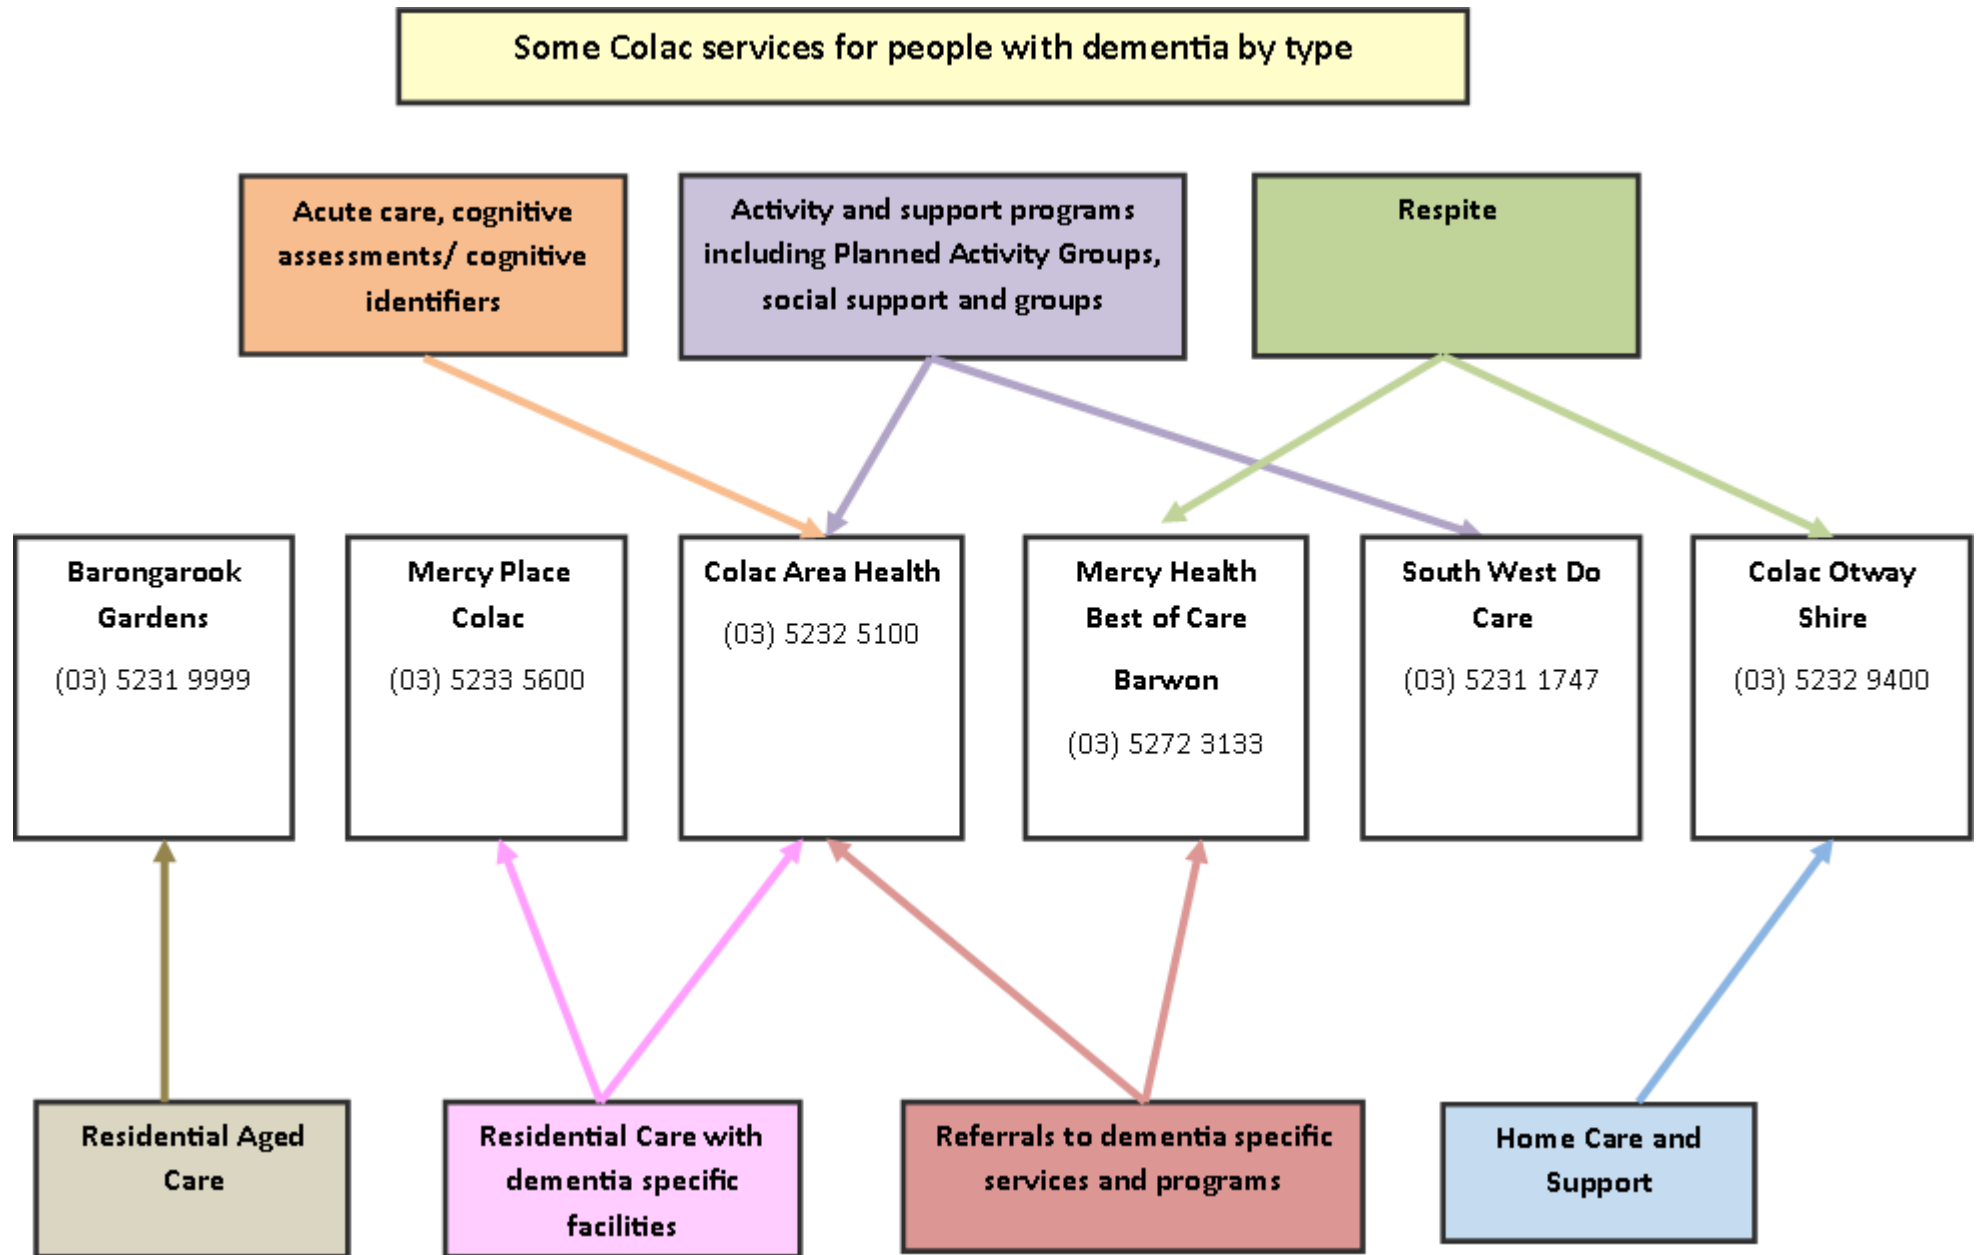 Some Colac services for people with dementia by type
Acute care, cognitive
assessments/ cognitive
identifiers
Activity and support programs
including Planned Activity Groups,
social support and groups
Respite
Barongarook
Gardens
(03) 5231 9999
Mercy Place
Colac
(03) 5233 5600
Colac Area Health
(03) 5232 5100
Mercy Health
Best of Care
Barwon
(03) 5272 3133
South West Do
Care
(03) 5231 1747
Colac Otway
Shire
(03) 5232 9400
Residential Aged
Care
Residential Care with
dementia specific
facilities
Referrals to dementia specific
services and programs
Home Care and
Support